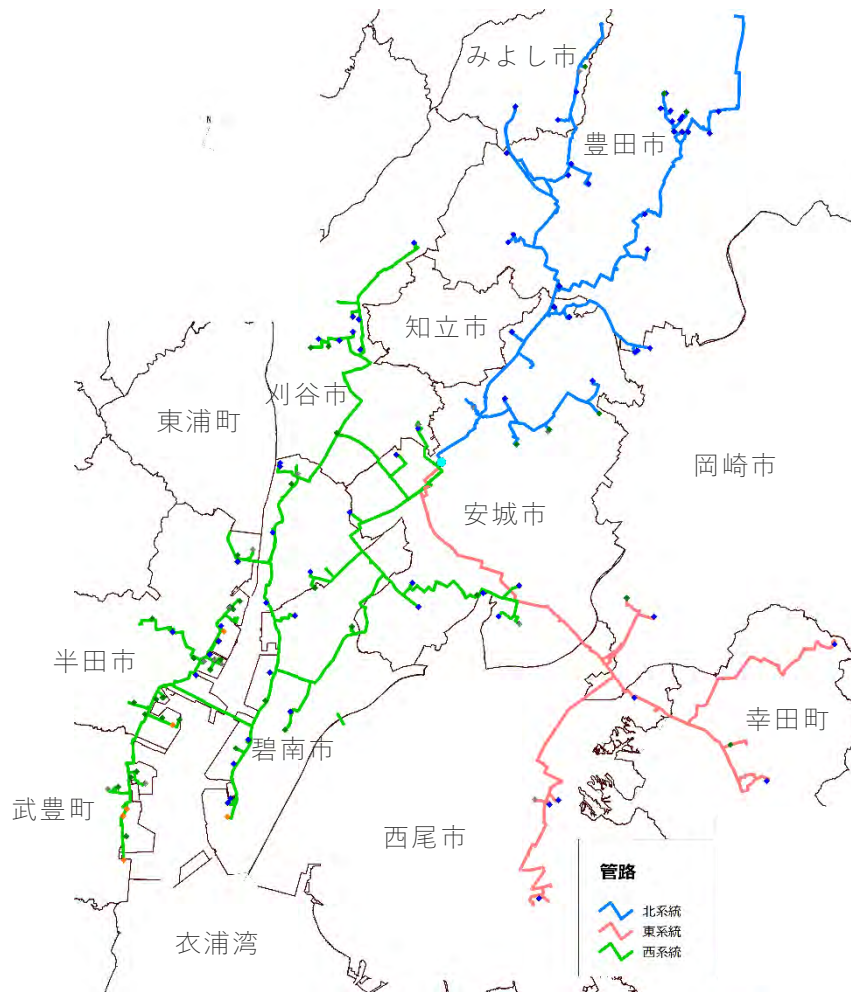 みよし市
N
豊田市
知立市
刈谷市
東浦町
岡崎市
安城市
半田市
幸田町
碧南市
武豊町
西尾市
管路
北系統
東系統
西系統
衣浦湾